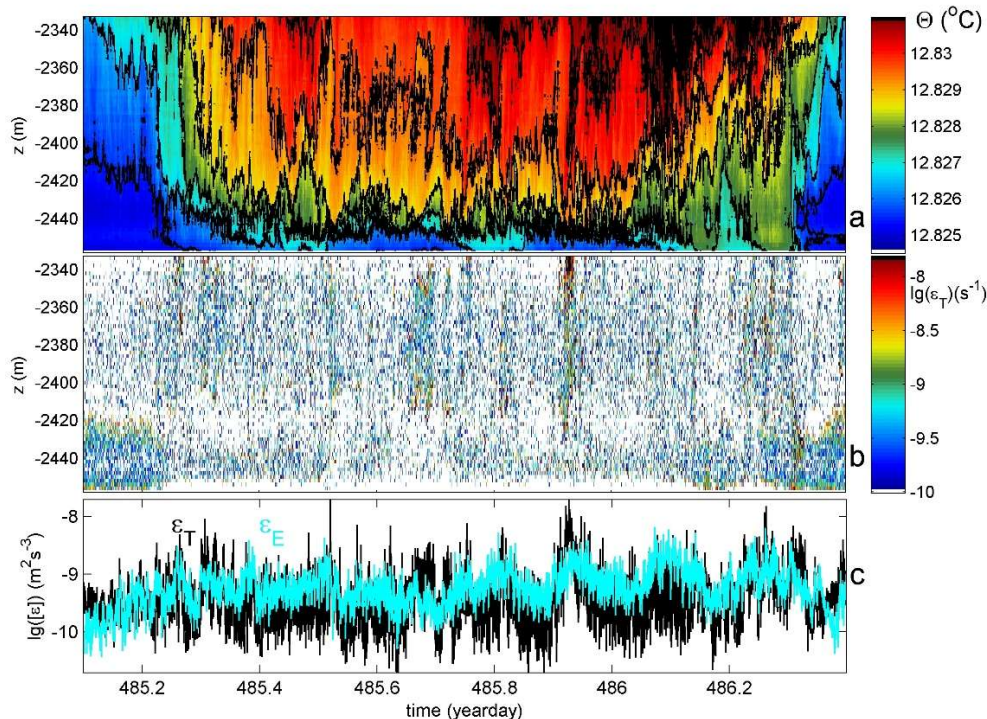 -2340
-2360
-2380
-2400
-2420
-2440
z (m)
a
Θ (°C)
12.83
12.829
12.828
12.827
12.826
12.825
-2340
-2360
-2380
-2400
-2420
-2440
z (m)
b
-8
lg(ε_T)(s⁻¹)
-8.5
-9
-9.5
-10
-8
-9
-10
lg([ε]) (m²s⁻³)
ε_T
ε_E
c
485.2
485.4
485.6
485.8
486
486.2
time (yearday)